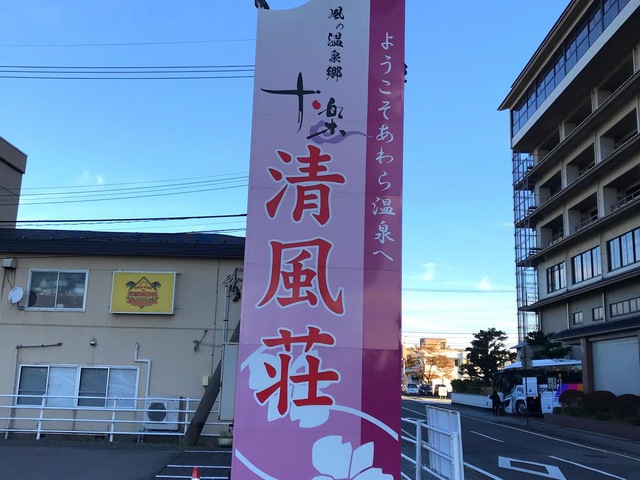 ようこそあわら温泉へ
風の温泉郷
十楽
清風荘